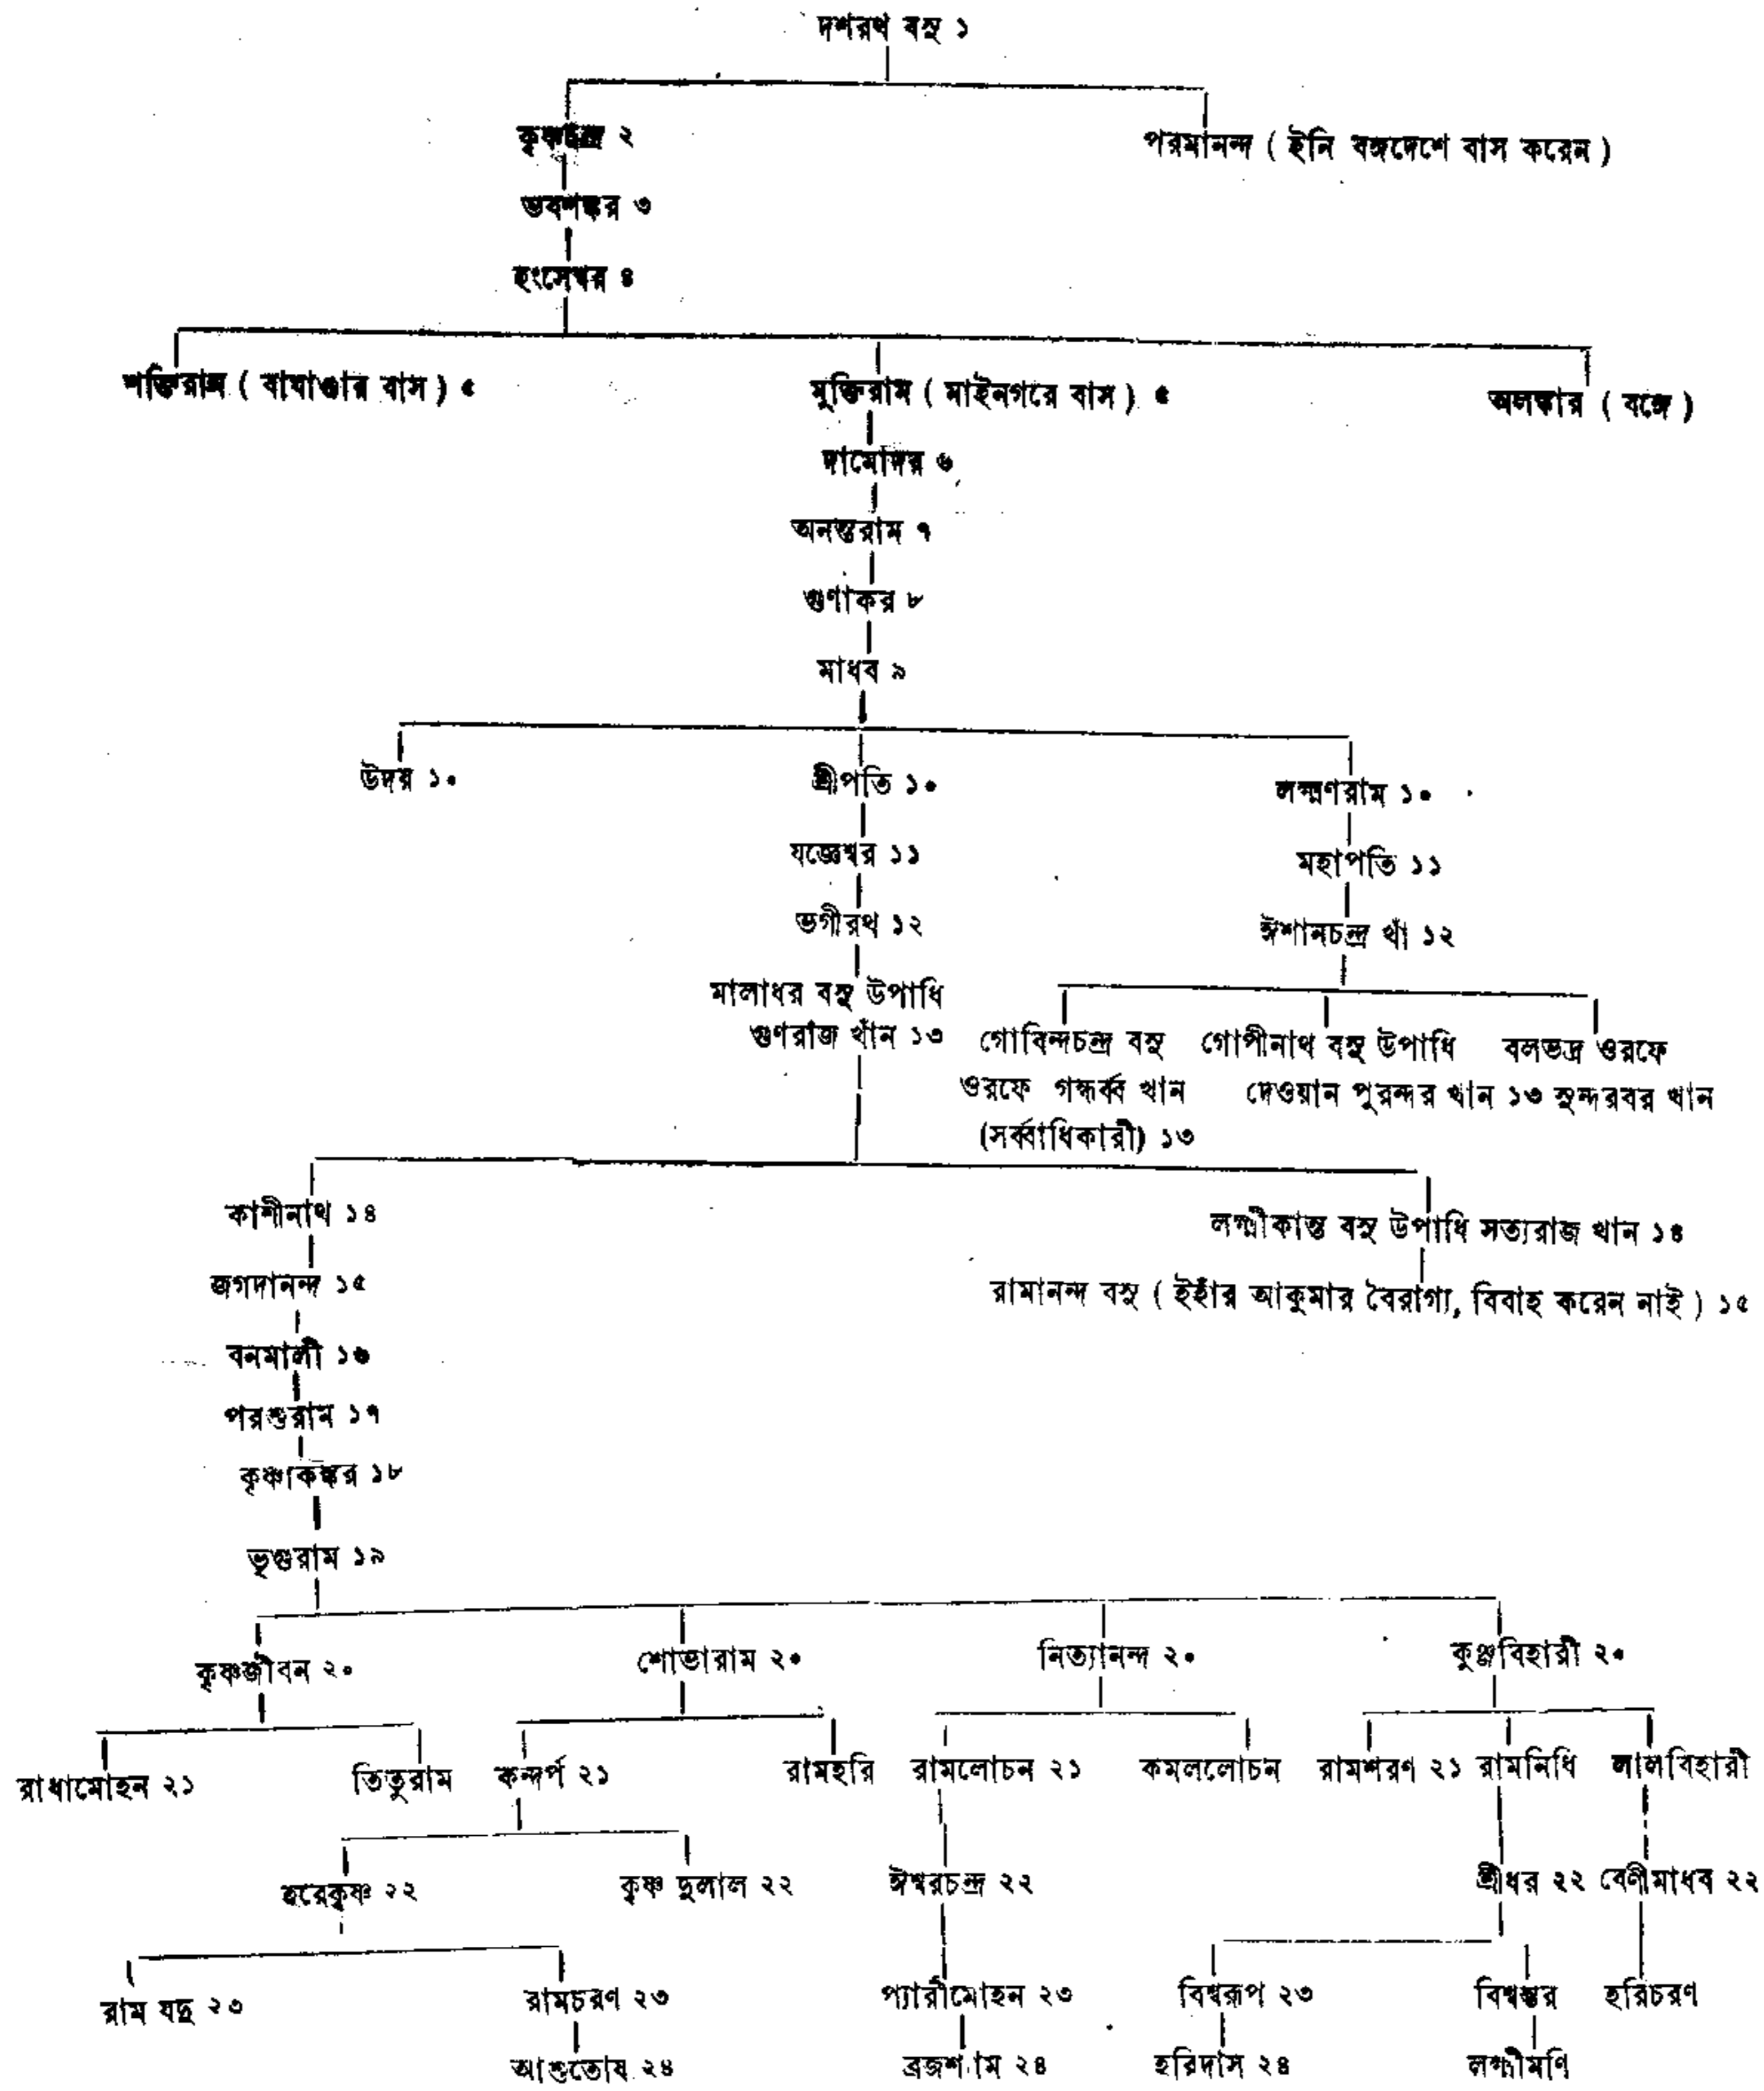 দশরথ বসু ১
কৃষ্ণচন্দ্র ২ পরমানন্দ ( ইনি বঙ্গদেশে বাস করেন )
ভবশঙ্কর ৩
হংসেশ্বর ৪
শক্তিরাম ( বাঘাণ্ডার বাস ) ৫ মুক্তিরাম ( মাইনগরে বাস ) ৫ অলঙ্কার ( বঙ্গে )
দামোদর ৬
অনন্তরাম ৭
গুণাকর ৮
মাধব ৯
উদয় ১০ শ্রীপতি ১০ লক্ষ্মণরাম ১০
যজ্ঞেশ্বর ১১ মহাপতি ১১
ভগীরথ ১২ ঈশানচন্দ্র খাঁ ১২
মালাধর বসু উপাধি
গুণরাজ খাঁন ১৩ গোবিন্দচন্দ্র বসু গোপীনাথ বসু উপাধি বলভদ্র ওরফে
ওরফে গন্ধর্ব্ব খান দেওয়ান পুরন্দর খান ১৩ সুন্দরবর খান
(সর্ব্বাধিকারী) ১৩
কাশীনাথ ১৪ লক্ষ্মীকান্ত বসু উপাধি সত্যরাজ খান ১৪
জগদানন্দ ১৫ রামানন্দ বসু ( ইহাঁর আকুমার বৈরাগ্য, বিবাহ করেন নাই ) ১৫
বনমালী ১৬
পরশুরাম ১৭
কৃষ্ণকিঙ্কর ১৮
ভৃগুরাম ১৯
কৃষ্ণজীবন ২০ শোভারাম ২০ নিত্যানন্দ ২০ কুঞ্জবিহারী ২০
রাধামোহন ২১ তিতুরাম কন্দর্প ২১ রামহরি রামলোচন ২১ কমললোচন রামশরণ ২১ রামনিধি লালবিহারী
হরেকৃষ্ণ ২২ কৃষ্ণ দুলাল ২২ ঈশ্বরচন্দ্র ২২ শ্রীধর ২২ বেণীমাধব ২২
রাম যদু ২৩ রামচরণ ২৩ প্যারীমোহন ২৩ বিশ্বরূপ ২৩ বিশ্বম্ভর হরিচরণ
আশুতোষ ২৪ ব্রজশ্যাম ২৪ হরিদাস ২৪ লক্ষ্মীমণি